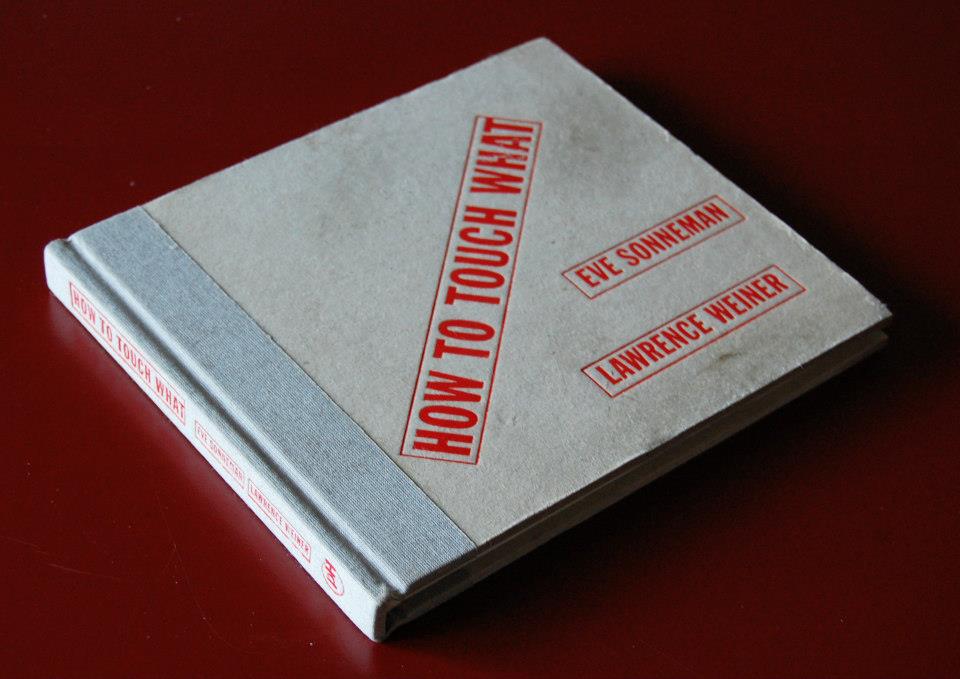 HOW TO TOUCH WHAT
EVE SONNEMAN
LAWRENCE WEINER
HOW TO TOUCH WHAT
EVE SONNEMAN
LAWRENCE WEINER